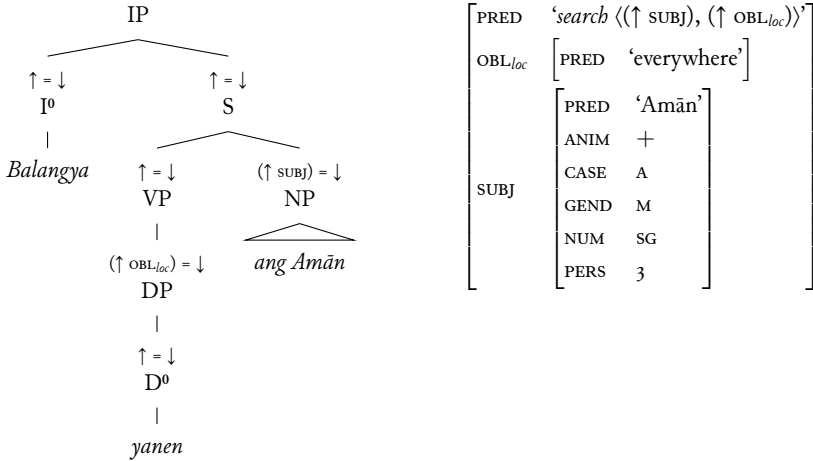 IP
↑ = ↓ ↑ = ↓
I⁰ S
Balangya ↑ = ↓ (↑ SUBJ) = ↓
VP NP
(↑ OBL_loc) = ↓ ang Amān
DP
↑ = ↓
D⁰
yanen
PRED ‘search ⟨(↑ SUBJ), (↑ OBL_loc)⟩’
OBL_loc [PRED ‘everywhere’]
PRED ‘Amān’
ANIM +
CASE A
SUBJ GEND M
NUM SG
PERS 3